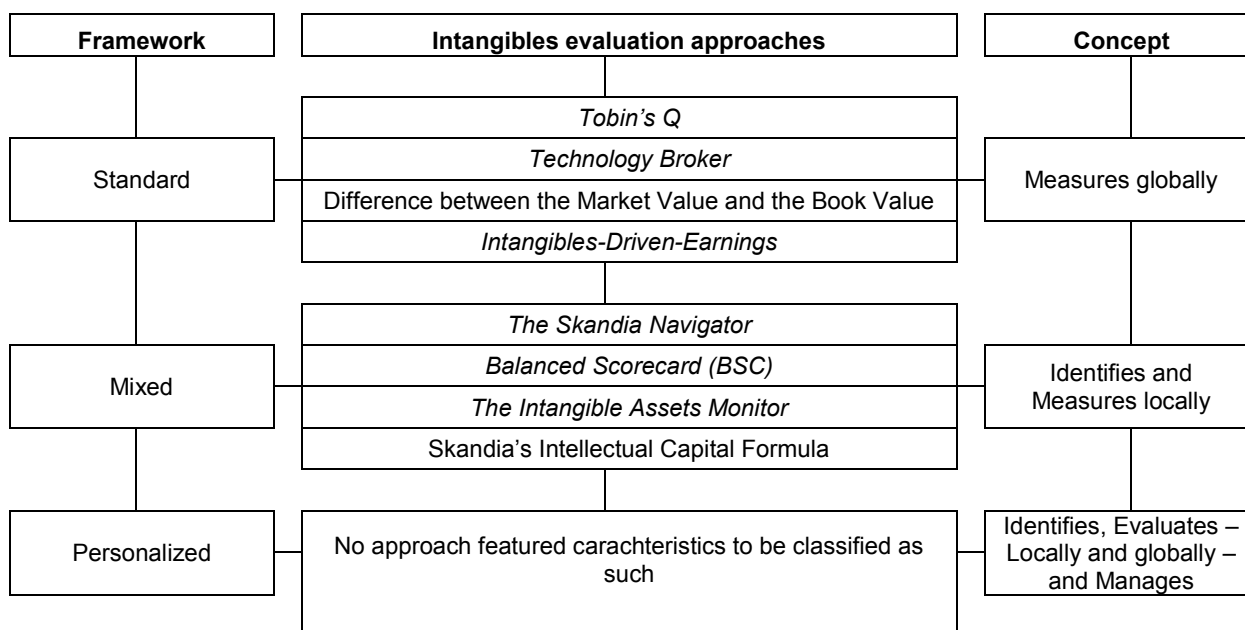 Framework
Intangibles evaluation approaches
Concept
Tobin’s Q
Technology Broker
Standard
Difference between the Market Value and the Book Value
Measures globally
Intangibles-Driven-Earnings
The Skandia Navigator
Balanced Scorecard (BSC)
Mixed
The Intangible Assets Monitor
Identifies and
Measures locally
Skandia’s Intellectual Capital Formula
Personalized
No approach featured carachteristics to be classified as
such
Identifies, Evaluates –
Locally and globally –
and Manages